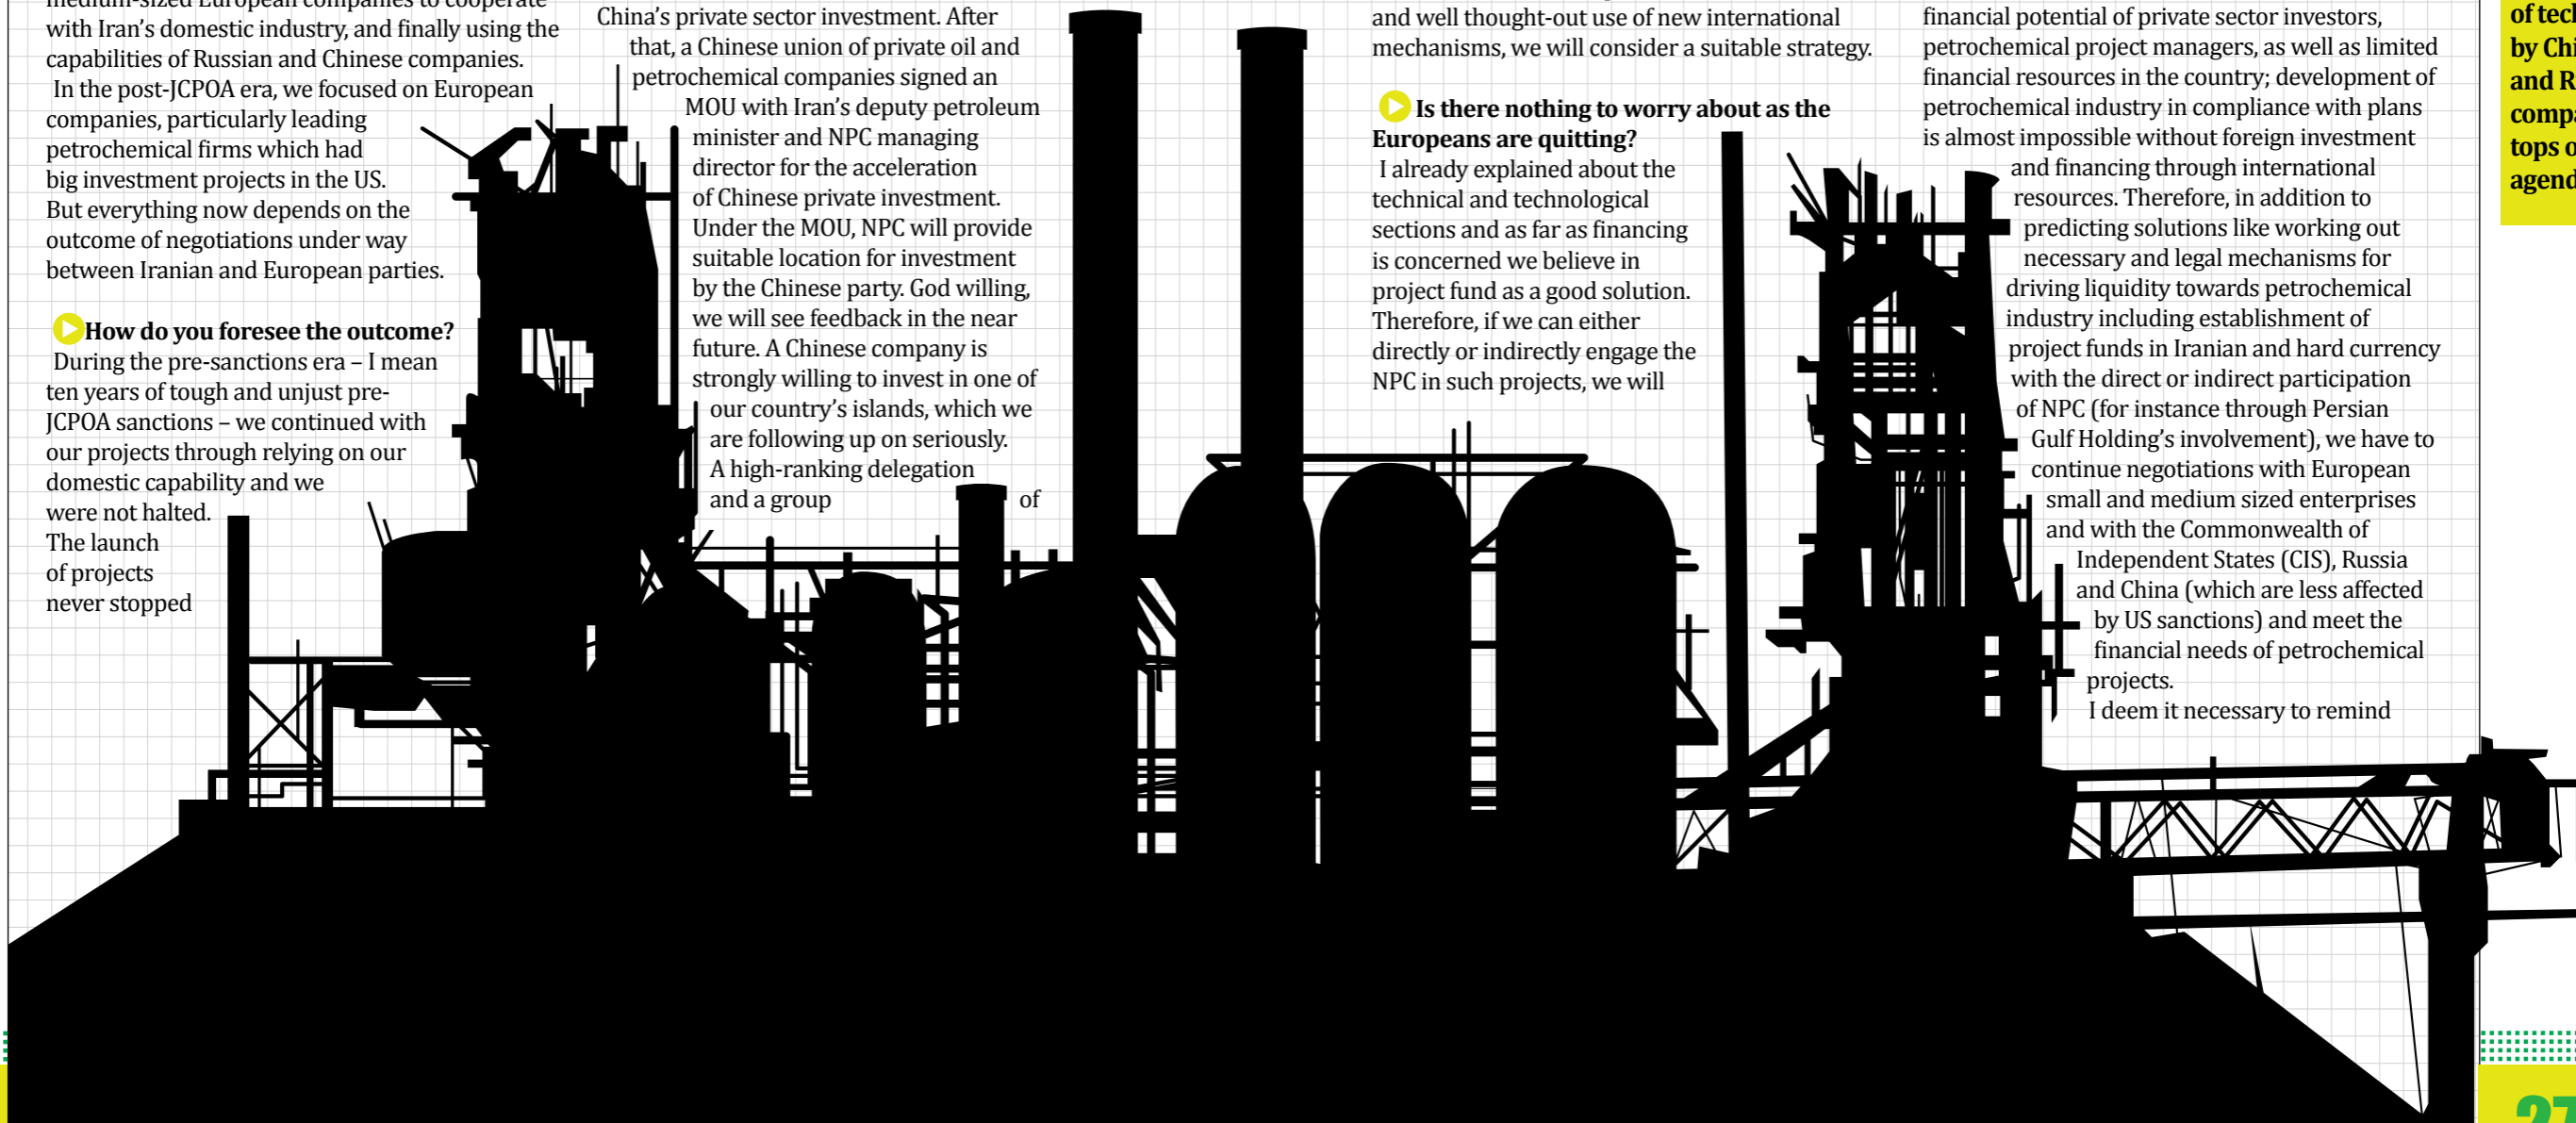 medium-sized European companies to cooperate
with Iran's domestic industry, and finally using the
capabilities of Russian and Chinese companies.
In the post-JCPOA era, we focused on European
companies, particularly leading
petrochemical firms which had
big investment projects in the US.
But everything now depends on the
outcome of negotiations under way
between Iranian and European parties.
How do you foresee the outcome?
During the pre-sanctions era – I mean
ten years of tough and unjust pre-
JCPOA sanctions – we continued with
our projects through relying on our
domestic capability and we
were not halted.
The launch
of projects
never stopped
China's private sector investment. After
that, a Chinese union of private oil and
petrochemical companies signed an
MOU with Iran's deputy petroleum
minister and NPC managing
director for the acceleration
of Chinese private investment.
Under the MOU, NPC will provide
suitable location for investment
by the Chinese party. God willing,
we will see feedback in the near
future. A Chinese company is
strongly willing to invest in one of
our country's islands, which we
are following up on seriously.
A high-ranking delegation
and a group of
and well thought-out use of new international
mechanisms, we will consider a suitable strategy.
Is there nothing to worry about as the
Europeans are quitting?
I already explained about the
technical and technological
sections and as far as financing
is concerned we believe in
project fund as a good solution.
Therefore, if we can either
directly or indirectly engage the
NPC in such projects, we will
financial potential of private sector investors,
petrochemical project managers, as well as limited
financial resources in the country; development of
petrochemical industry in compliance with plans
is almost impossible without foreign investment
and financing through international
resources. Therefore, in addition to
predicting solutions like working out
necessary and legal mechanisms for
driving liquidity towards petrochemical
industry including establishment of
project funds in Iranian and hard currency
with the direct or indirect participation
of NPC (for instance through Persian
Gulf Holding's involvement), we have to
continue negotiations with European
small and medium sized enterprises
and with the Commonwealth of
Independent States (CIS), Russia
and China (which are less affected
by US sanctions) and meet the
financial needs of petrochemical
projects.
I deem it necessary to remind
of
by
and
tops
27